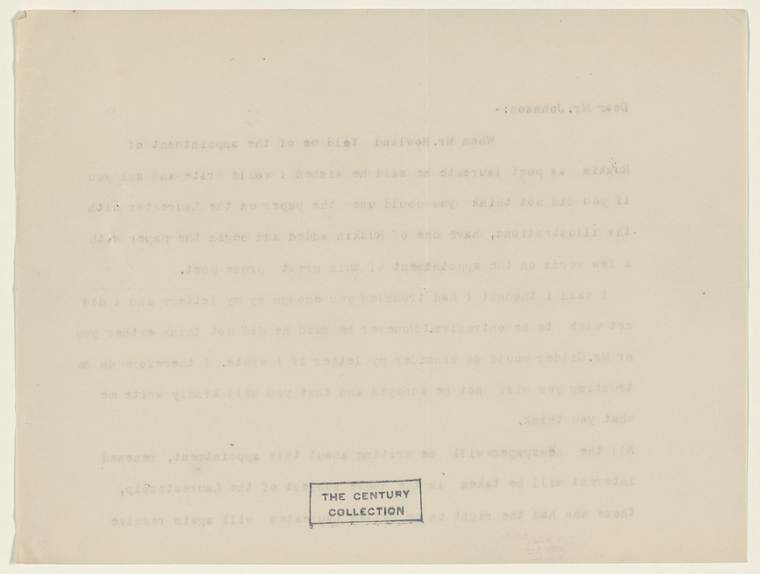 Dear Mr. Johnson:-
When Mr. Howland told me of the appointment of
Ruskin as poet laureate he said he wished I would write and ask you
if you did not think you could use the paper on the Laureates with
the illustrations, have one of Ruskin added and begin the paper with
a few words on the appointment of this great prose poet.
I said I thought I had troubled you enough by my letters and I did
not wish to be obtrusive. However he said he did not think either you
or Mr. Gilder would so consider my letter if I wrote. I therefore do so
trusting you will not be annoyed and that you will kindly write me
what you think.
All the newspapers will be writing about this appointment, renewed
interest will be taken in the subject of the Laureateship,
those who had the right to be laureates will again receive
THE CENTURY
COLLECTION